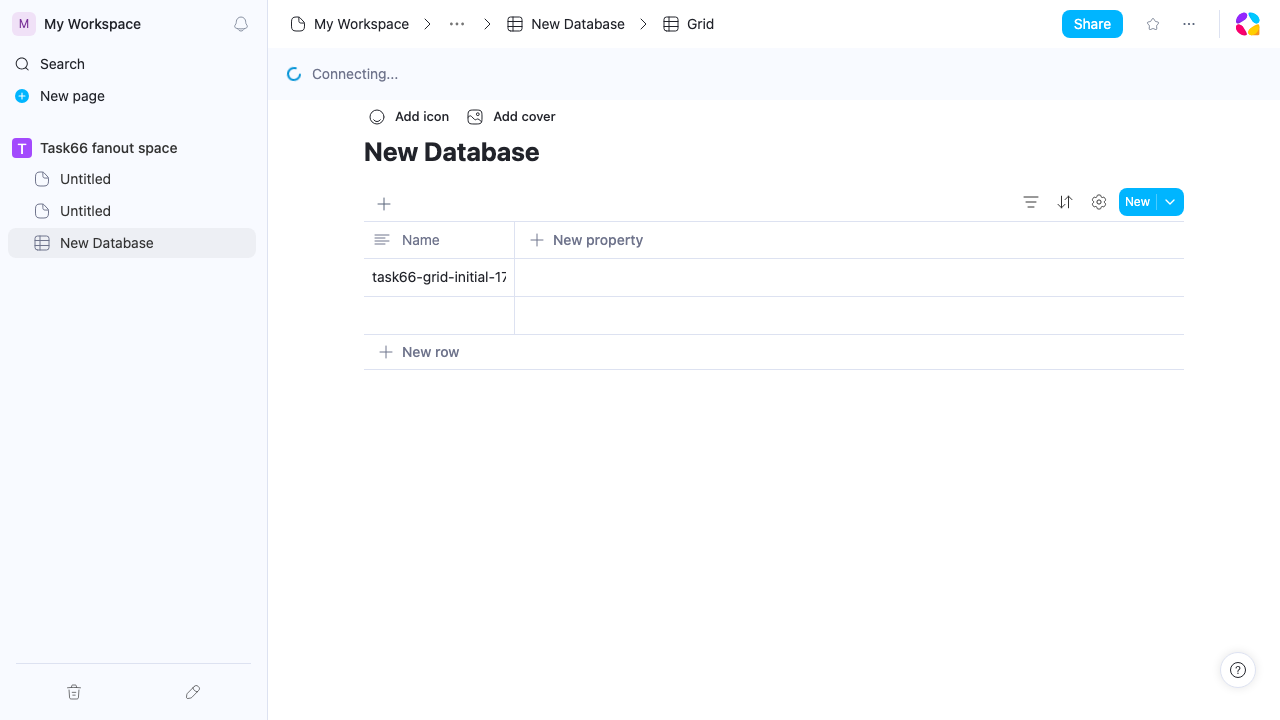 M My Workspace
Search
New page
T Task66 fanout space
Untitled
Untitled
New Database
My Workspace
New Database
Grid
Share
Connecting...
Add icon
Add cover
New Database
New
Name
New property
task66-grid-initial-17
New row